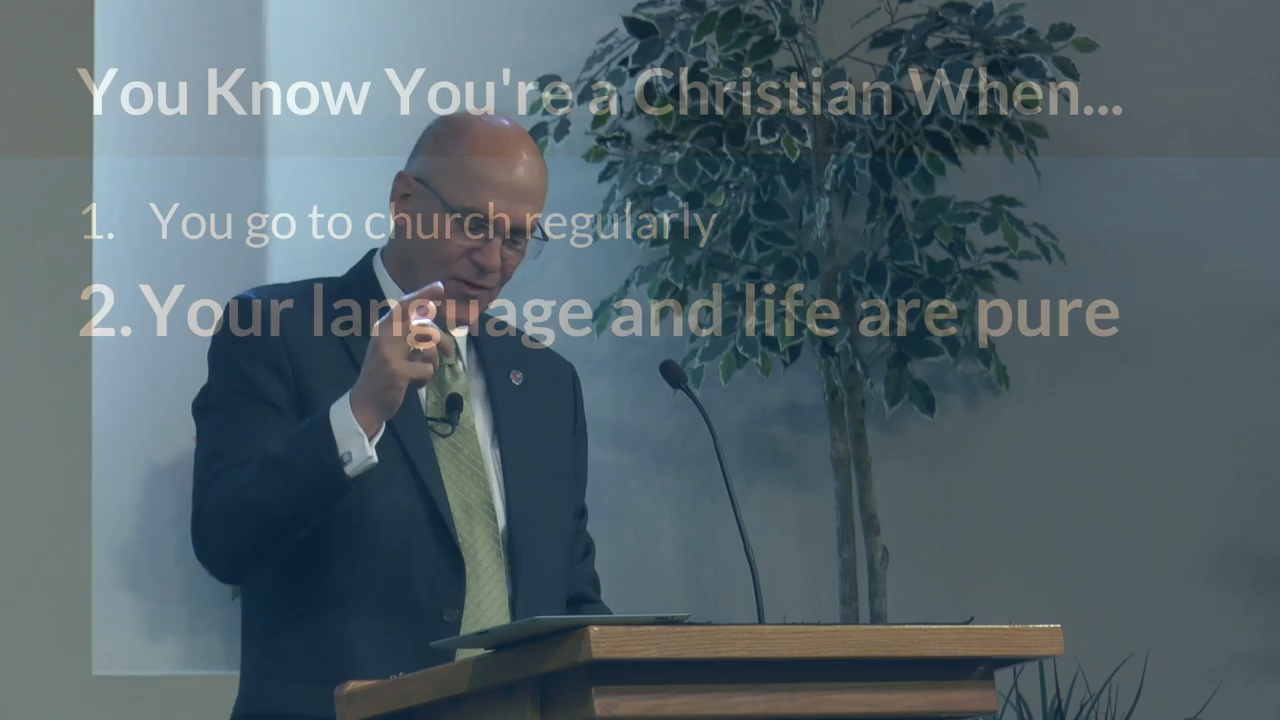 You Know You're a Christian When...
1. You go to church regularly
2. Your language and life are pure